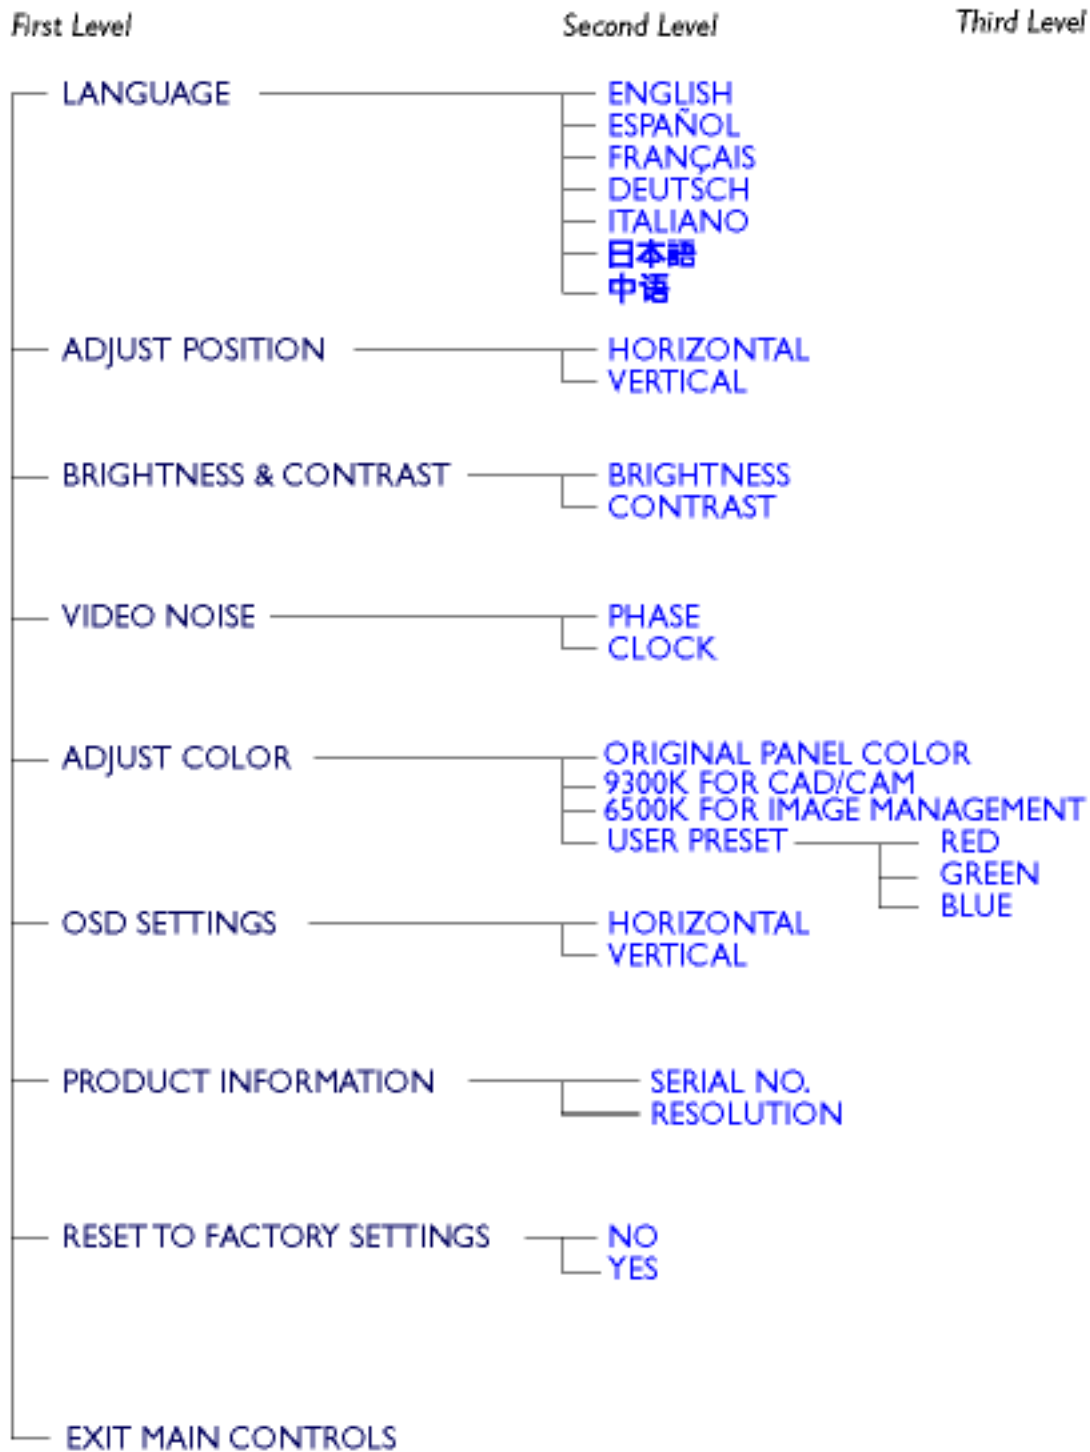 First Level Second Level Third Level
LANGUAGE ENGLISH
ESPAÑOL
FRANÇAIS
DEUTSCH
ITALIANO
日本語
中语
ADJUST POSITION HORIZONTAL
VERTICAL
BRIGHTNESS & CONTRAST BRIGHTNESS
CONTRAST
VIDEO NOISE PHASE
CLOCK
ADJUST COLOR ORIGINAL PANEL COLOR
9300K FOR CAD/CAM
6500K FOR IMAGE MANAGEMENT
USER PRESET RED
GREEN
BLUE
OSD SETTINGS HORIZONTAL
VERTICAL
PRODUCT INFORMATION SERIAL NO.
RESOLUTION
RESET TO FACTORY SETTINGS NO
YES
EXIT MAIN CONTROLS